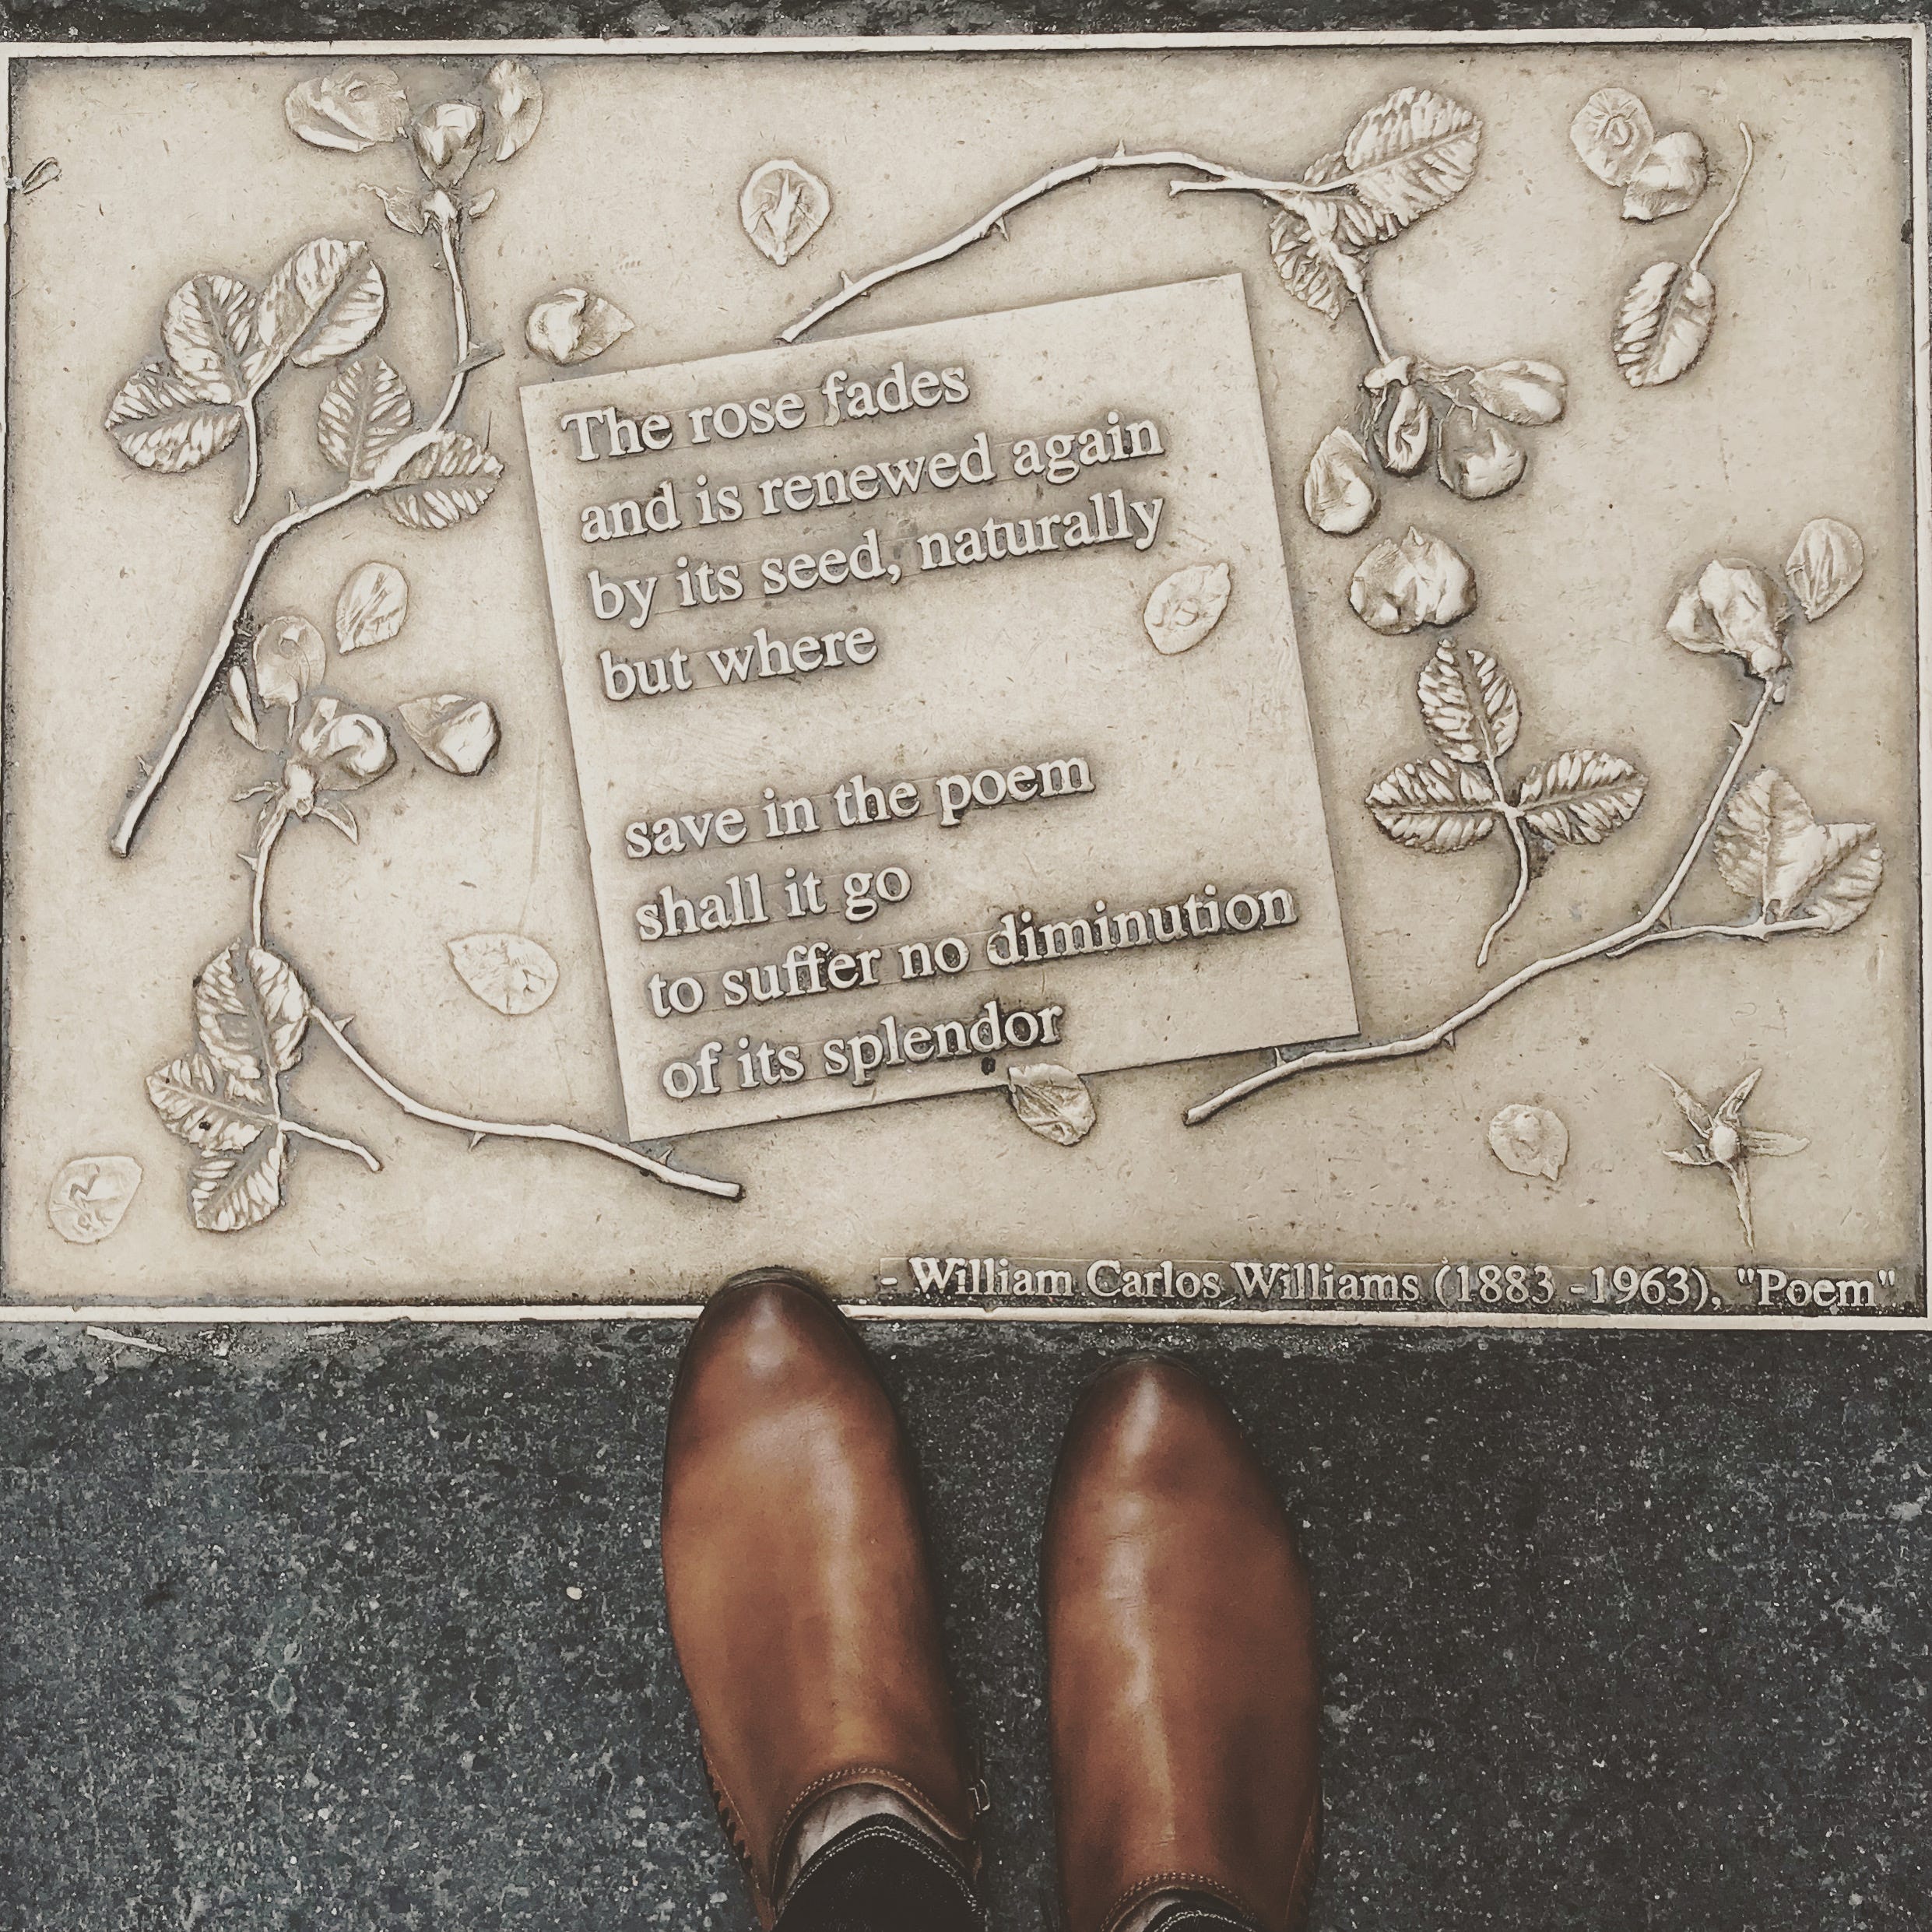 The rose fades
and is renewed again
by its seed, naturally
but where
save in the poem
shall it go
to suffer no diminution
of its splendor
- William Carlos Williams (1883 -1963), "Poem"